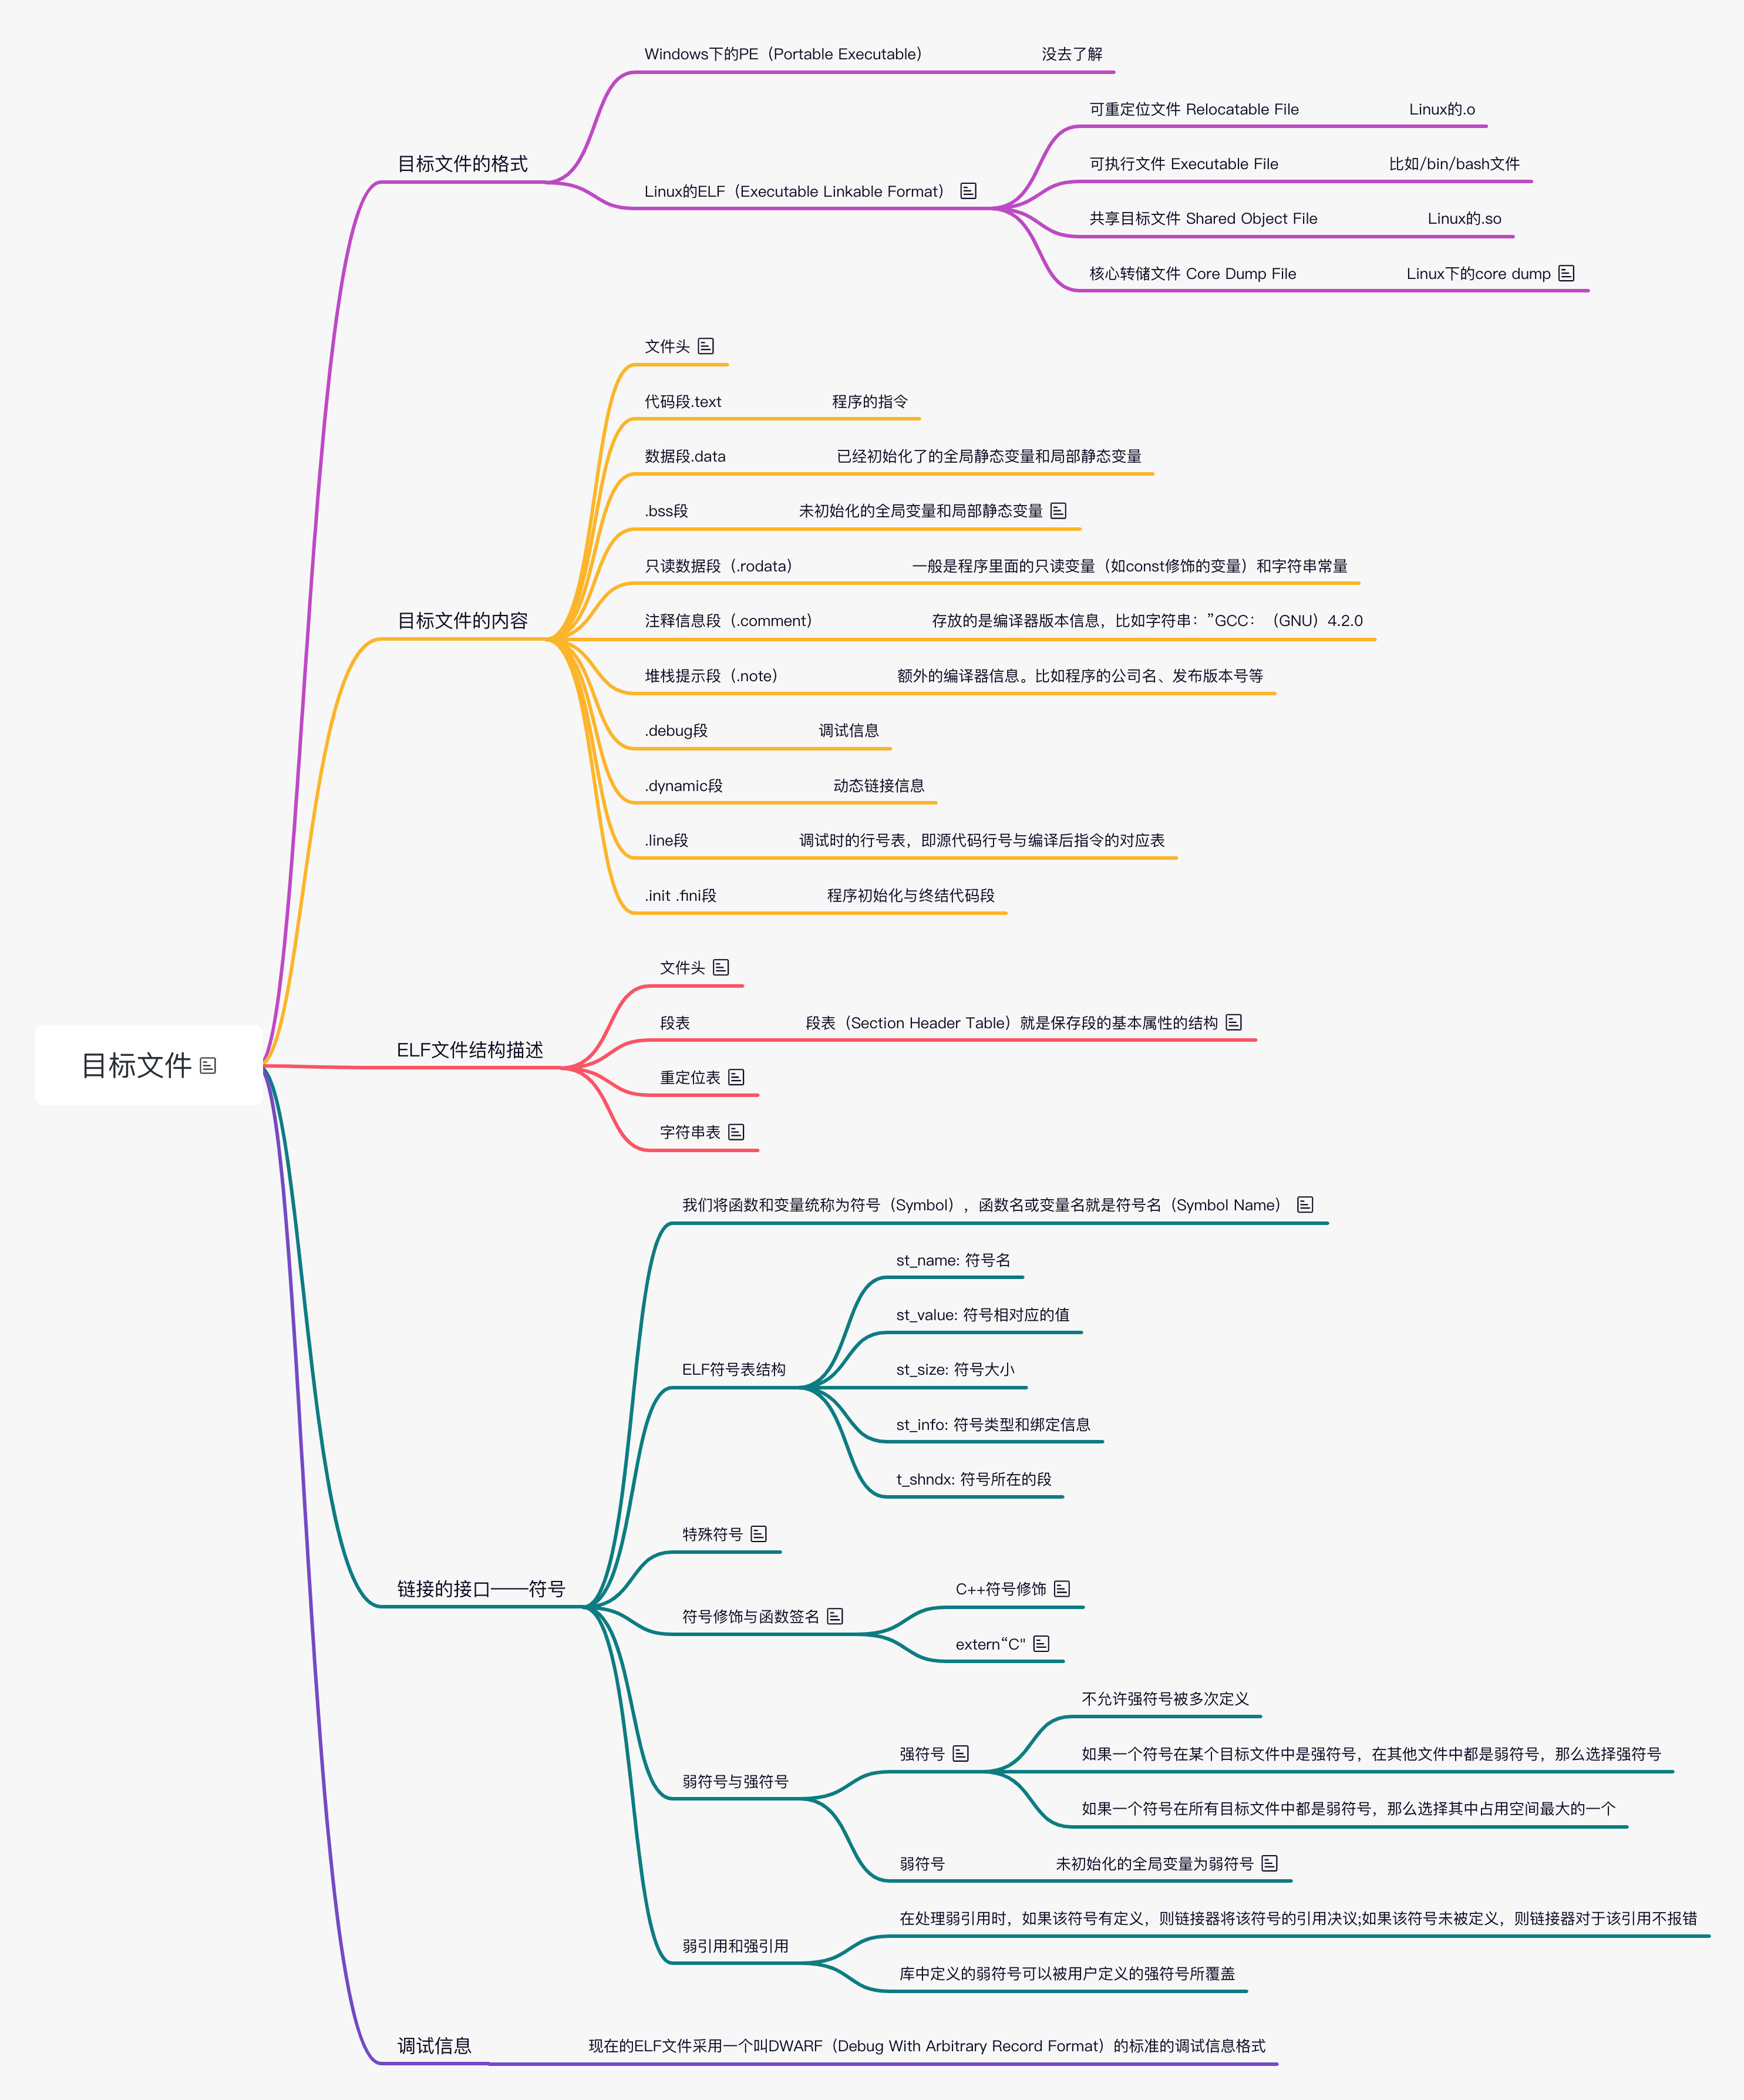 目标文件
目标文件的格式
Windows下的PE（Portable Executable）
没去了解
Linux的ELF（Executable Linkable Format）
可重定位文件 Relocatable File
Linux的.o
可执行文件 Executable File
比如/bin/bash文件
共享目标文件 Shared Object File
Linux的.so
核心转储文件 Core Dump File
Linux下的core dump
目标文件的内容
文件头
代码段.text
程序的指令
数据段.data
已经初始化了的全局静态变量和局部静态变量
.bss段
未初始化的全局变量和局部静态变量
只读数据段（.rodata）
一般是程序里面的只读变量（如const修饰的变量）和字符串常量
注释信息段（.comment）
存放的是编译器版本信息，比如字符串：”GCC：（GNU）4.2.0
堆栈提示段（.note）
额外的编译器信息。比如程序的公司名、发布版本号等
.debug段
调试信息
.dynamic段
动态链接信息
.line段
调试时的行号表，即源代码行号与编译后指令的对应表
.init .fini段
程序初始化与终结代码段
ELF文件结构描述
文件头
段表
段表（Section Header Table）就是保存段的基本属性的结构
重定位表
字符串表
链接的接口——符号
我们将函数和变量统称为符号（Symbol），函数名或变量名就是符号名（Symbol Name）
ELF符号表结构
st_name: 符号名
st_value: 符号相对应的值
st_size: 符号大小
st_info: 符号类型和绑定信息
t_shndx: 符号所在的段
特殊符号
符号修饰与函数签名
C++符号修饰
extern“C"
弱符号与强符号
强符号
不允许强符号被多次定义
如果一个符号在某个目标文件中是强符号，在其他文件中都是弱符号，那么选择强符号
如果一个符号在所有目标文件中都是弱符号，那么选择其中占用空间最大的一个
弱符号
未初始化的全局变量为弱符号
弱引用和强引用
在处理弱引用时，如果该符号有定义，则链接器将该符号的引用决议;如果该符号未被定义，则链接器对于该引用不报错
库中定义的弱符号可以被用户定义的强符号所覆盖
调试信息
现在的ELF文件采用一个叫DWARF（Debug With Arbitrary Record Format）的标准的调试信息格式